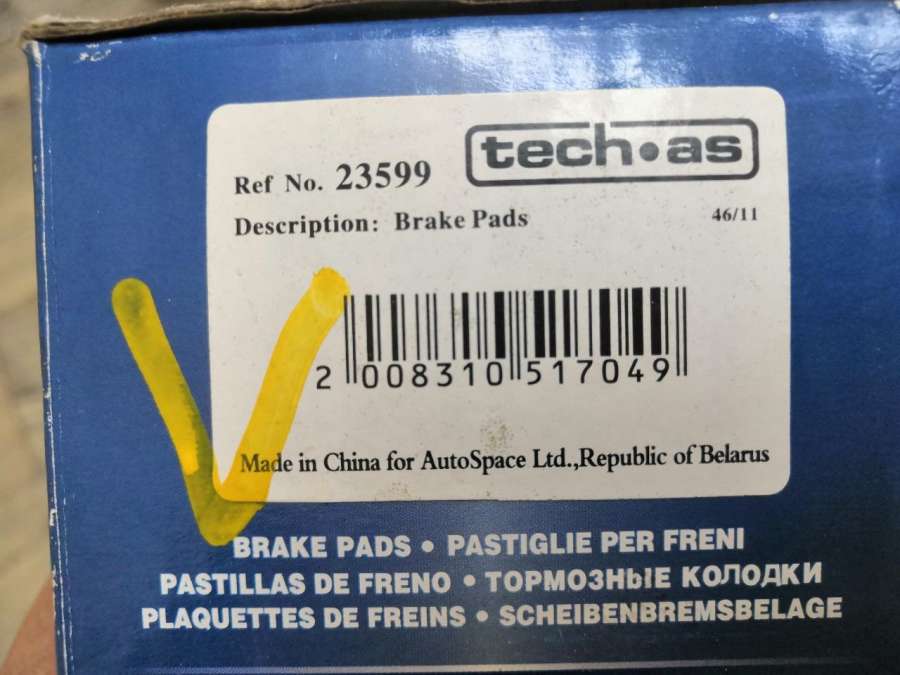 tech•as
Ref No. 23599
Description: Brake Pads 46/11
2 008310 517049
Made in China for AutoSpace Ltd.,Republic of Belarus
BRAKE PADS • PASTIGLIE PER FRENI
PASTILLAS DE FRENO • ТОРМОЗНЫЕ КОЛОДКИ
PLAQUETTES DE FREINS • SCHEIBENBREMSBELAGE